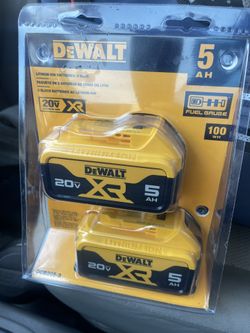 DEWALT
5
AH
LITHIUM ION BATTERIES
20V
XR
FUEL GAUGE
100
WH
DEWALT
20V XR 5
AH
DEWALT
20V XR 5
AH